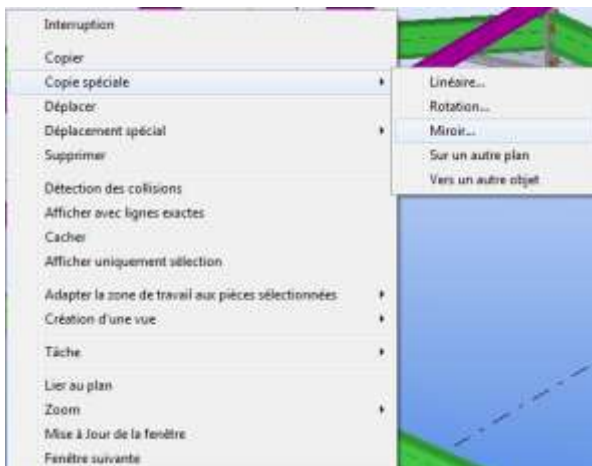 Interruption
Copier
Copie spéciale
Déplacer
Déplacement spécial
Supprimer
Détection des collisions
Afficher avec lignes exactes
Cacher
Afficher uniquement sélection
Adapter la zone de travail aux pièces sélectionnées
Création d'une vue
Tâche
Lier au plan
Zoom
Mise à Jour de la fenêtre
Fenêtre suivante
Linéaire...
Rotation...
Miroir...
Sur un autre plan
Vers un autre objet